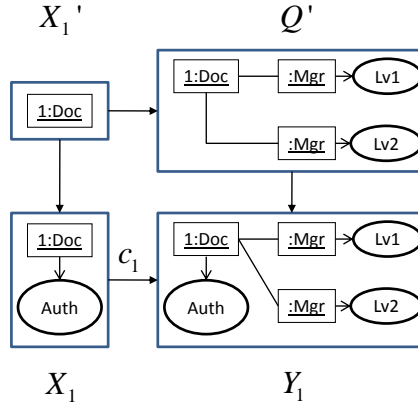 X₁' Q'
1:Doc :Mgr Lv1
1:Doc
:Mgr Lv2
1:Doc c₁ 1:Doc :Mgr Lv1
Auth Auth :Mgr Lv2
X₁ Y₁